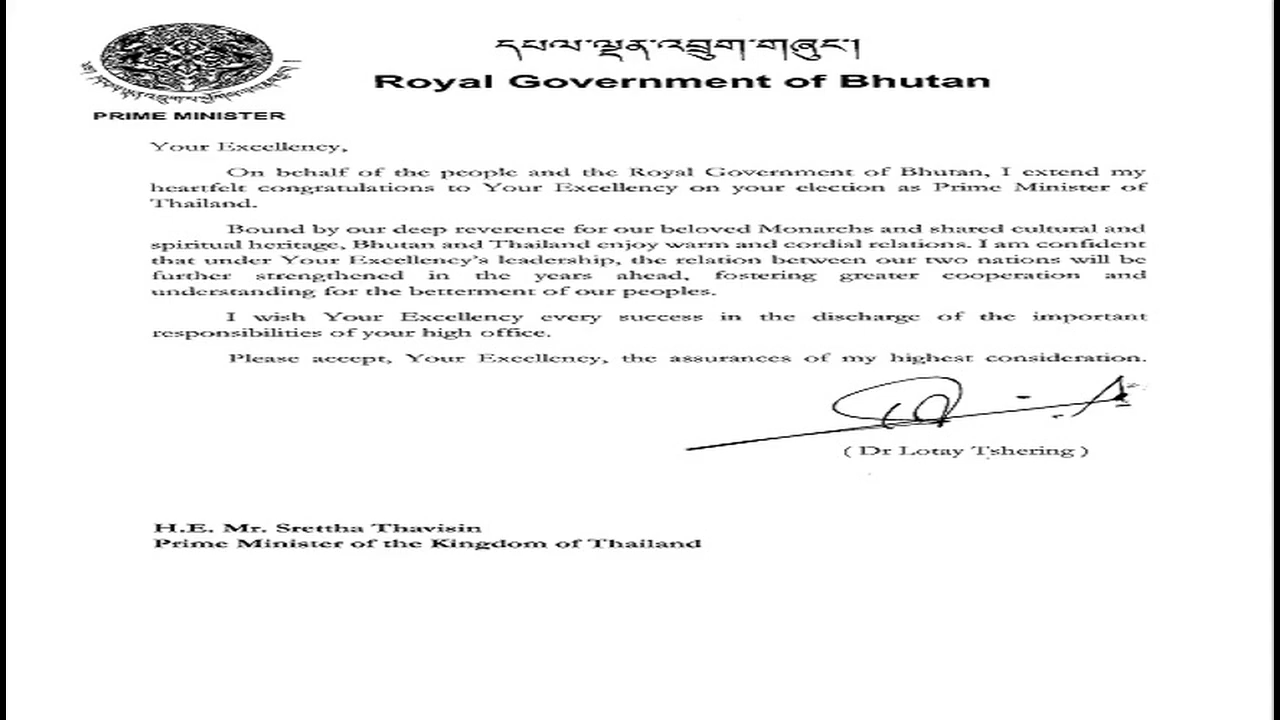 དཔལ་ལྡན་འབྲུག་གཞུང་།
Royal Government of Bhutan
PRIME MINISTER
Your Excellency,
On behalf of the people and the Royal Government of Bhutan, I extend my
heartfelt congratulations to Your Excellency on your election as Prime Minister of
Thailand.
Bound by our deep reverence for our beloved Monarchs and shared cultural and
spiritual heritage, Bhutan and Thailand enjoy warm and cordial relations. I am confident
that under Your Excellency's leadership, the relation between our two nations will be
further strengthened in the years ahead, fostering greater cooperation and
understanding for the betterment of our peoples.
I wish Your Excellency every success in the discharge of the important
responsibilities of your high office.
Please accept, Your Excellency, the assurances of my highest consideration.
( Dr Lotay Tshering )
H.E. Mr. Srettha Thavisin
Prime Minister of the Kingdom of Thailand